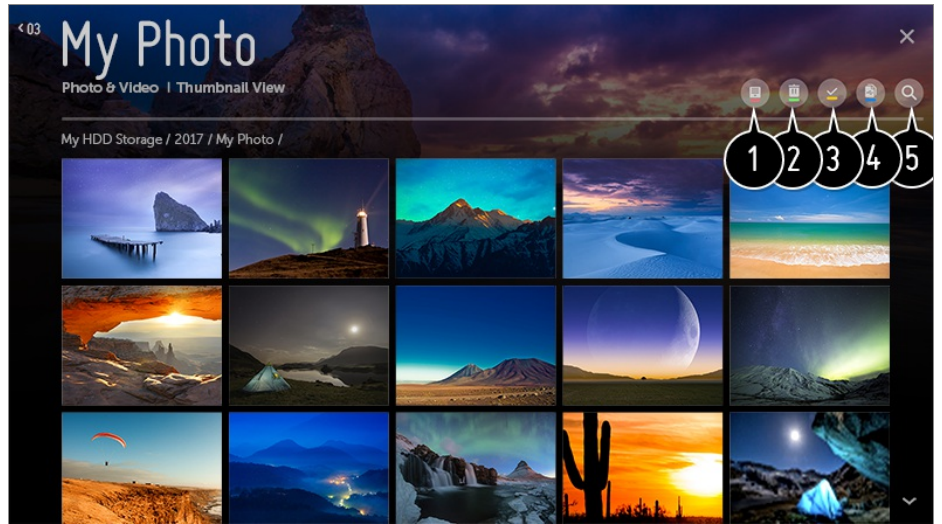 03
My Photo
Photo & Video | Thumbnail View
My HDD Storage / 2017 / My Photo /
1 2 3 4 5